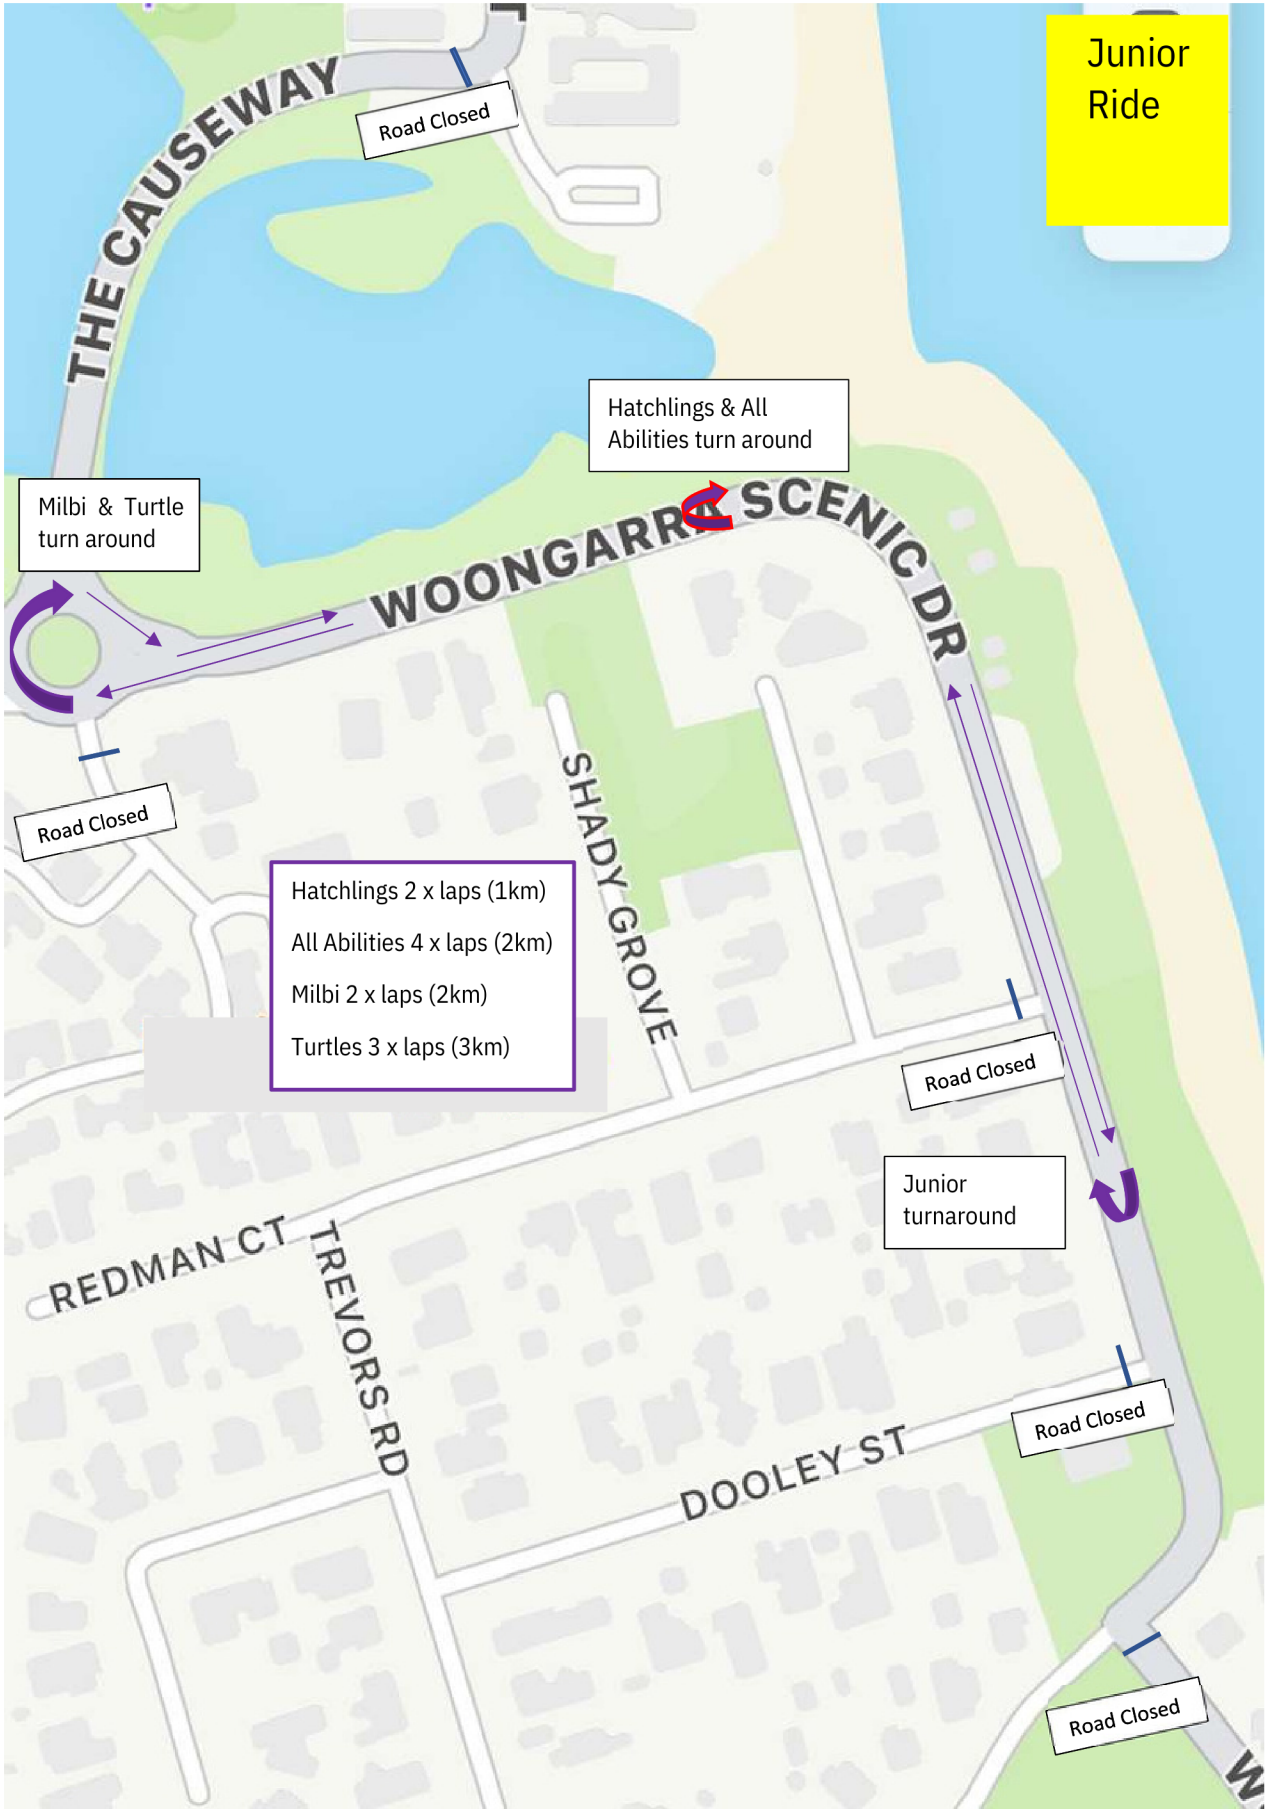 Junior
Ride
THE CAUSEWAY
Road Closed
Hatchlings & All
Abilities turn around
Milbi & Turtle
turn around
WOONGARRA SCENIC DR
Road Closed
SHADY GROVE
Hatchlings 2 x laps (1km)
All Abilities 4 x laps (2km)
Milbi 2 x laps (2km)
Turtles 3 x laps (3km)
Road Closed
Junior
turnaround
REDMAN CT
TREVORS RD
Road Closed
DOOLEY ST
Road Closed